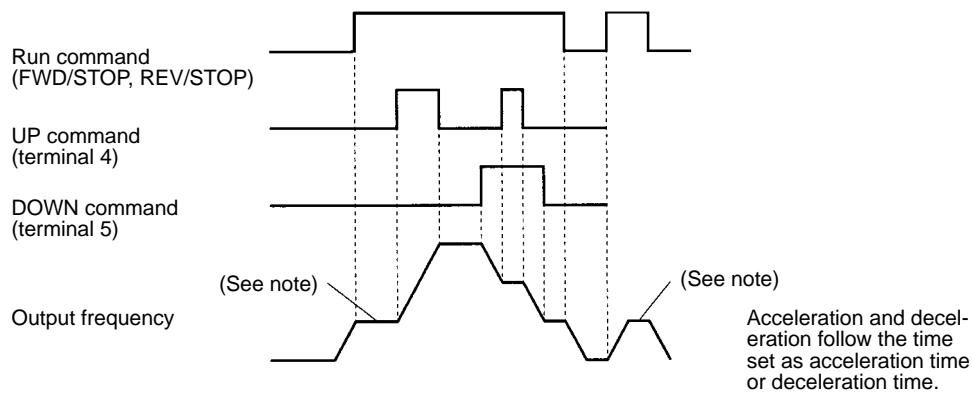 Run command
(FWD/STOP, REV/STOP)
UP command
(terminal 4)
DOWN command
(terminal 5)
(See note)
(See note)
Output frequency
Acceleration and decel-
eration follow the time
set as acceleration time
or deceleration time.